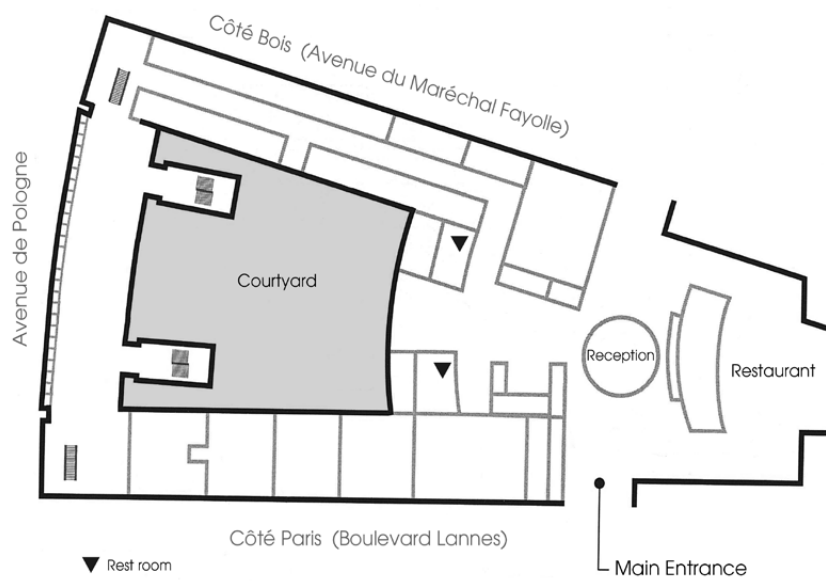 Côté Bois (Avenue du Maréchal Fayolle)
Avenue de Pologne
Courtyard
Reception
Restaurant
Côté Paris (Boulevard Lannes)
Rest room
Main Entrance